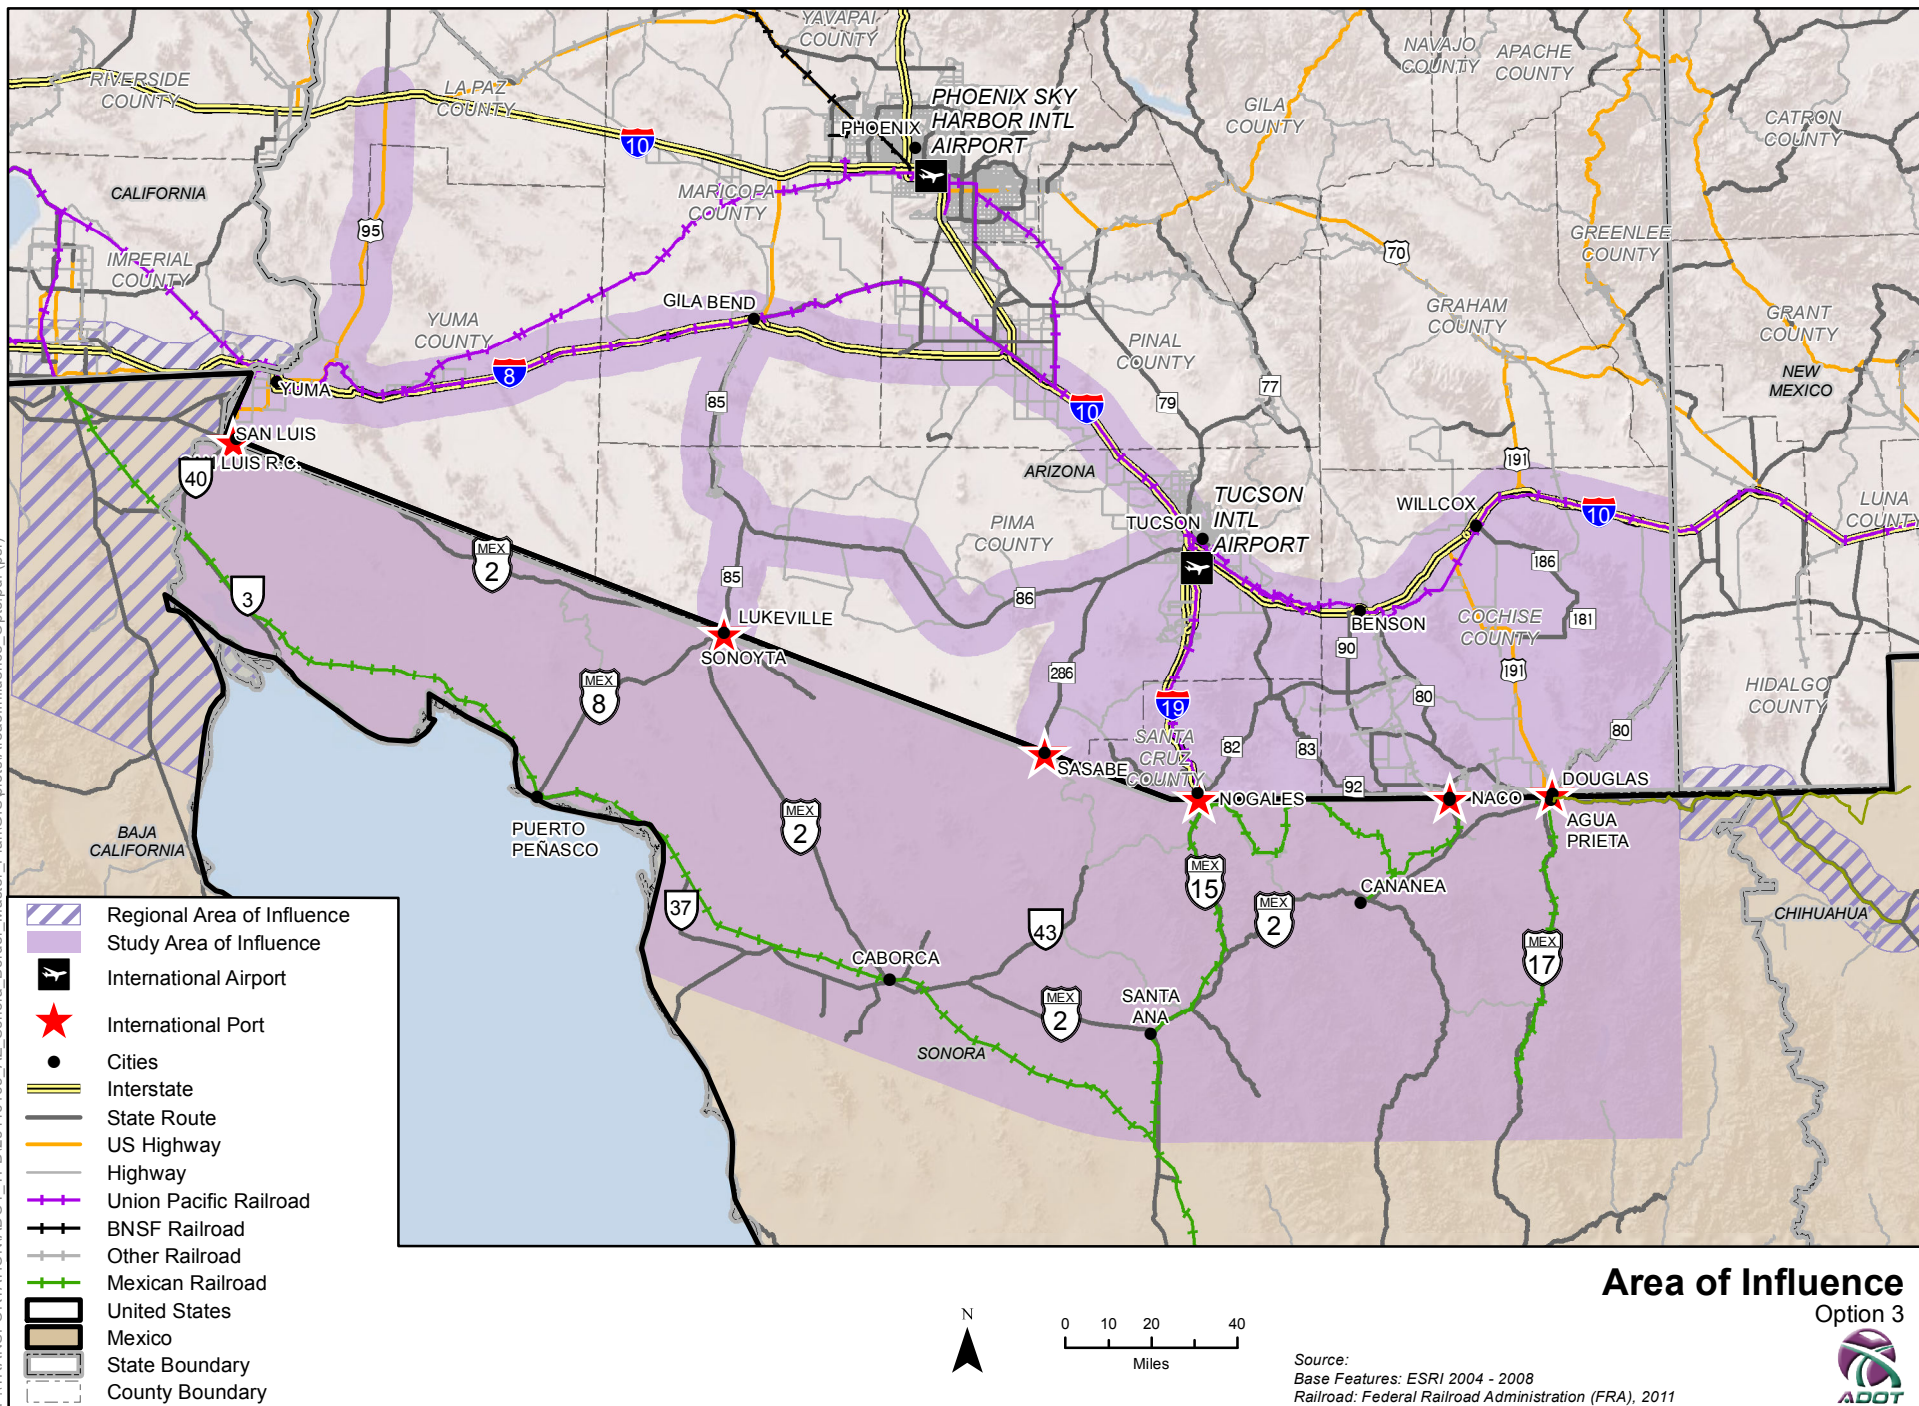 YAVAPAI
COUNTY
NAVAJO
COUNTY
APACHE
COUNTY
RIVERSIDE
COUNTY
LA PAZ
COUNTY
PHOENIX SKY
HARBOR INTL
AIRPORT
PHOENIX
GILA
COUNTY
CATRON
COUNTY
10
CALIFORNIA
MARICOPA
COUNTY
95
GREENLEE
COUNTY
70
IMPERIAL
COUNTY
GILA BEND
YUMA
COUNTY
GRAHAM
COUNTY
GRANT
COUNTY
PINAL
COUNTY
8
YUMA
77
NEW
MEXICO
85
79
10
SAN LUIS
SAN LUIS R.C.
40
ARIZONA
191
TUCSON
INTL
AIRPORT
TUCSON
WILLCOX
10
LUNA
COUNTY
PIMA
COUNTY
MEX
2
186
85
3
86
LUKEVILLE
SONOYTA
BENSON
COCHISE
COUNTY
181
90
286
191
MEX
8
80
HIDALGO
COUNTY
19
SANTA
CRUZ
COUNTY
82
83
80
SASABE
92
NOGALES
NACO
DOUGLAS
AGUA
PRIETA
MEX
2
PUERTO
PEÑASCO
BAJA
CALIFORNIA
MEX
15
CANANEA
MEX
2
37
43
CHIHUAHUA
MEX
17
CABORCA
SANTA
ANA
MEX
2
SONORA
Regional Area of Influence
Study Area of Influence
International Airport
International Port
Cities
Interstate
State Route
US Highway
Highway
Union Pacific Railroad
BNSF Railroad
Other Railroad
Mexican Railroad
United States
Mexico
State Boundary
County Boundary
N
0 10 20 40
Miles
Area of Influence
Option 3
Source:
Base Features: ESRI 2004 - 2008
Railroad: Federal Railroad Administration (FRA), 2011
ADOT